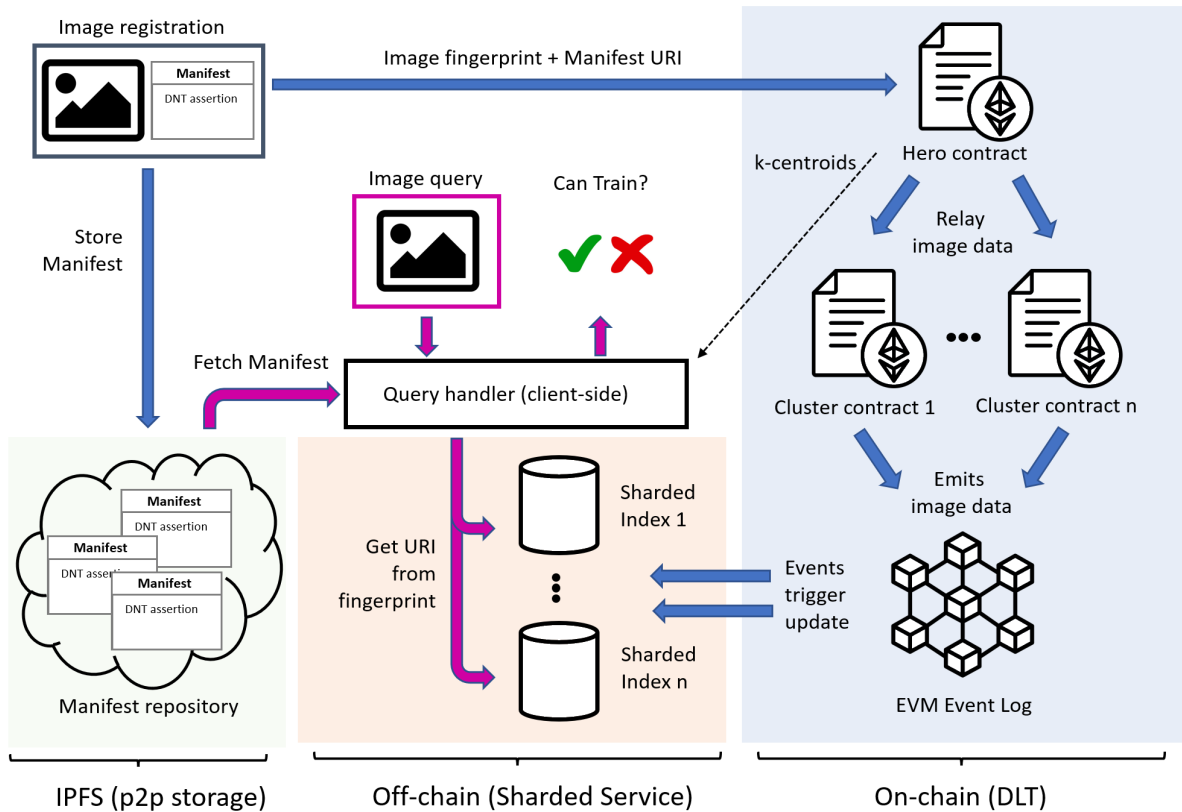 Image registration
Manifest
DNT assertion
Image fingerprint + Manifest URI
Hero contract
k-centroids
Image query
Can Train?
Store
Manifest
Relay
image data
Fetch Manifest
Query handler (client-side)
Cluster contract 1
Cluster contract n
Manifest
DNT assertion
Manifest
DNT asse
Manifest
DNT assertion
Manifest repository
Sharded
Index 1
Get URI
from
fingerprint
Sharded
Index n
Emits
image data
Events
trigger
update
EVM Event Log
IPFS (p2p storage)
Off-chain (Sharded Service)
On-chain (DLT)